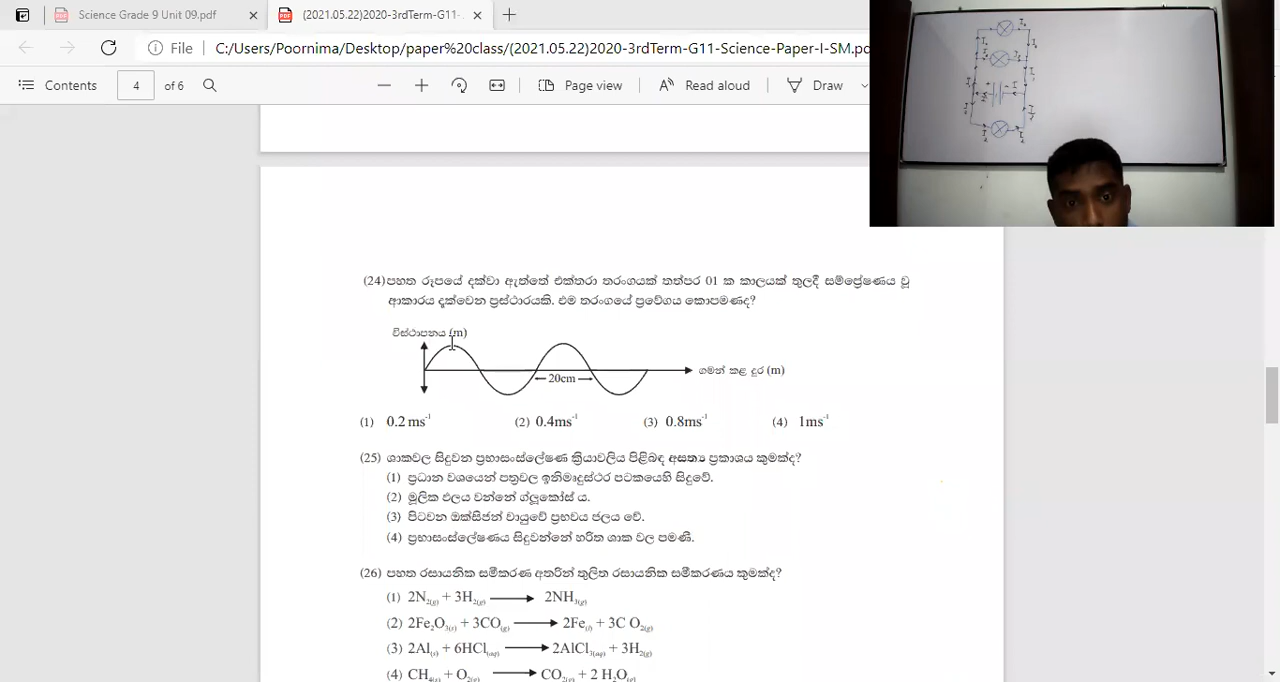 Science Grade 9 Unit 09.pdf
(2021.05.22)2020-3rdTerm-G11-
File C:/Users/Poornima/Desktop/paper%20class/(2021.05.22)2020-3rdTerm-G11-Science-Paper-I-SM.pd
Contents 4 of 6 Page view Read aloud Draw
(24) පහත රූපයේ දක්වා ඇත්තේ එක්තරා තරංගයක් තත්පර 01 ක කාලයක් තුලදී සම්ප්‍රේෂණය වූ
ආකාරය දැක්වෙන ප්‍රස්ථාරයකි. එම තරංගයේ ප්‍රවේගය කොපමණද?
විස්ථාපනය (m)
20cm
ගමන් කළ දුර (m)
(1) 0.2 ms⁻¹ (2) 0.4ms⁻¹ (3) 0.8ms⁻¹ (4) 1ms⁻¹
(25) ශාකවල සිදුවන ප්‍රභාසංස්ලේෂණ ක්‍රියාවලිය පිළිබඳ අසත්‍ය ප්‍රකාශය කුමක්ද?
(1) ප්‍රධාන වශයෙන් පත්‍රවල ඉනිමෘදුස්ථර පටකයෙහි සිදුවේ.
(2) මූලික ඵලය වන්නේ ග්ලූකෝස් ය.
(3) පිටවන ඔක්සිජන් වායුවේ ප්‍රභවය ජලය වේ.
(4) ප්‍රභාසංස්ලේෂණය සිදුවන්නේ හරිත ශාක වල පමණී.
(26) පහත රසායනික සමීකරණ අතරින් තුලිත රසායනික සමීකරණය කුමක්ද?
(1) 2N₂(g) + 3H₂(g) ⟶ 2NH₃(g)
(2) 2Fe₂O₃(s) + 3CO(g) ⟶ 2Fe(l) + 3C O₂(g)
(3) 2Al(s) + 6HCl(aq) ⟶ 2AlCl₃(aq) + 3H₂(g)
(4) CH₄(g) + O₂(g) ⟶ CO₂(g) + 2 H₂O(g)